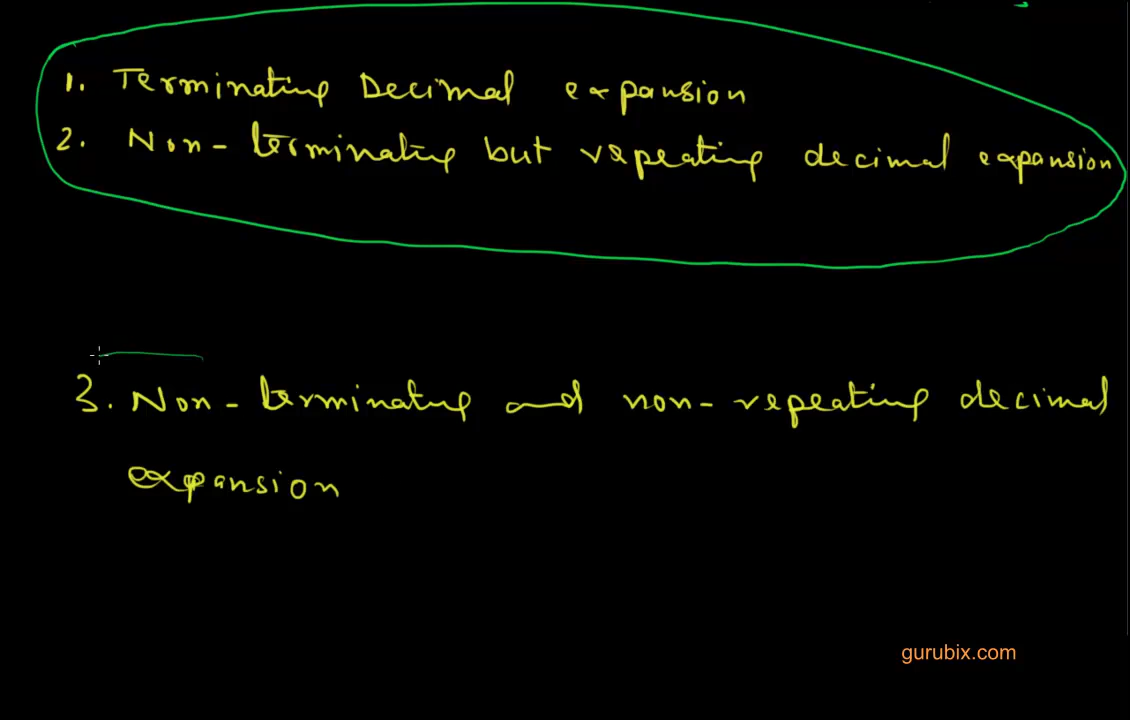 1. Terminating Decimal expansion
2. Non-terminating but repeating decimal expansion
3. Non-terminating and non-repeating decimal
expansion
gurubix.com